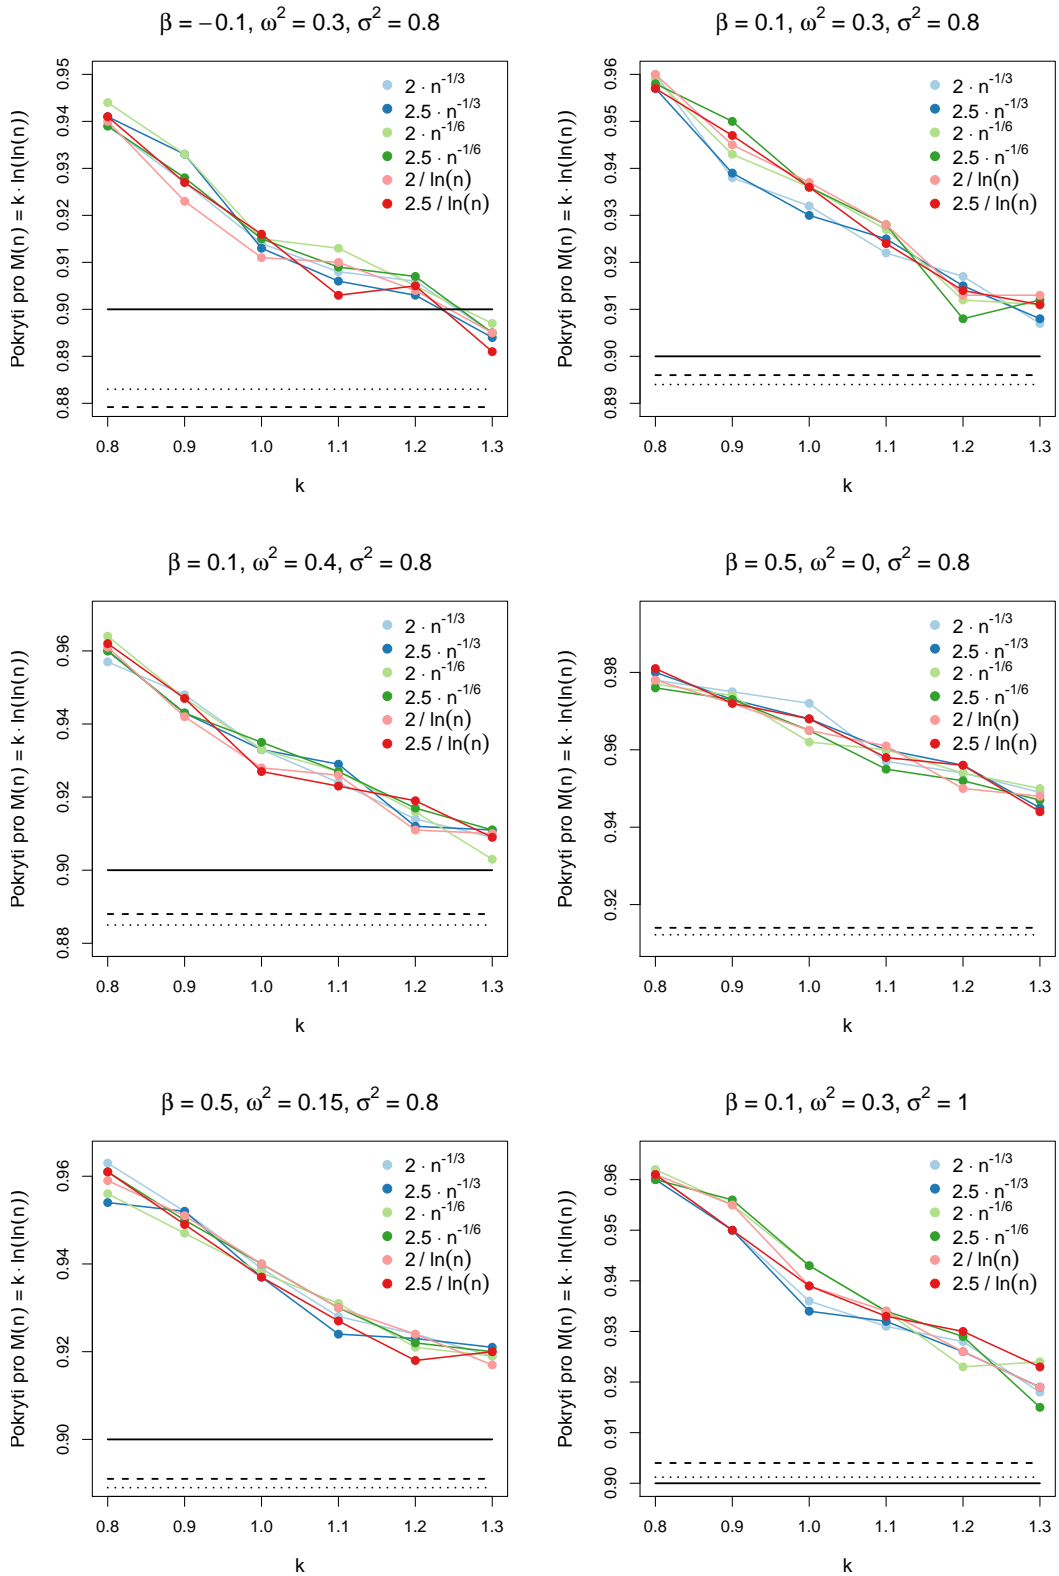 β = −0.1, ω² = 0.3, σ² = 0.8
Pokrytí pro M(n) = k · ln(ln(n))
0.95
0.94
0.93
0.92
0.91
0.90
0.89
0.88
2 · n^-1/3
2.5 · n^-1/3
2 · n^-1/6
2.5 · n^-1/6
2 / ln(n)
2.5 / ln(n)
0.8 0.9 1.0 1.1 1.2 1.3
k
β = 0.1, ω² = 0.3, σ² = 0.8
Pokrytí pro M(n) = k · ln(ln(n))
0.96
0.95
0.94
0.93
0.92
0.91
0.90
0.89
2 · n^-1/3
2.5 · n^-1/3
2 · n^-1/6
2.5 · n^-1/6
2 / ln(n)
2.5 / ln(n)
0.8 0.9 1.0 1.1 1.2 1.3
k
β = 0.1, ω² = 0.4, σ² = 0.8
Pokrytí pro M(n) = k · ln(ln(n))
0.96
0.94
0.92
0.90
0.88
2 · n^-1/3
2.5 · n^-1/3
2 · n^-1/6
2.5 · n^-1/6
2 / ln(n)
2.5 / ln(n)
0.8 0.9 1.0 1.1 1.2 1.3
k
β = 0.5, ω² = 0, σ² = 0.8
Pokrytí pro M(n) = k · ln(ln(n))
0.98
0.96
0.94
0.92
2 · n^-1/3
2.5 · n^-1/3
2 · n^-1/6
2.5 · n^-1/6
2 / ln(n)
2.5 / ln(n)
0.8 0.9 1.0 1.1 1.2 1.3
k
β = 0.5, ω² = 0.15, σ² = 0.8
Pokrytí pro M(n) = k · ln(ln(n))
0.96
0.94
0.92
0.90
2 · n^-1/3
2.5 · n^-1/3
2 · n^-1/6
2.5 · n^-1/6
2 / ln(n)
2.5 / ln(n)
0.8 0.9 1.0 1.1 1.2 1.3
k
β = 0.1, ω² = 0.3, σ² = 1
Pokrytí pro M(n) = k · ln(ln(n))
0.96
0.95
0.94
0.93
0.92
0.91
0.90
2 · n^-1/3
2.5 · n^-1/3
2 · n^-1/6
2.5 · n^-1/6
2 / ln(n)
2.5 / ln(n)
0.8 0.9 1.0 1.1 1.2 1.3
k